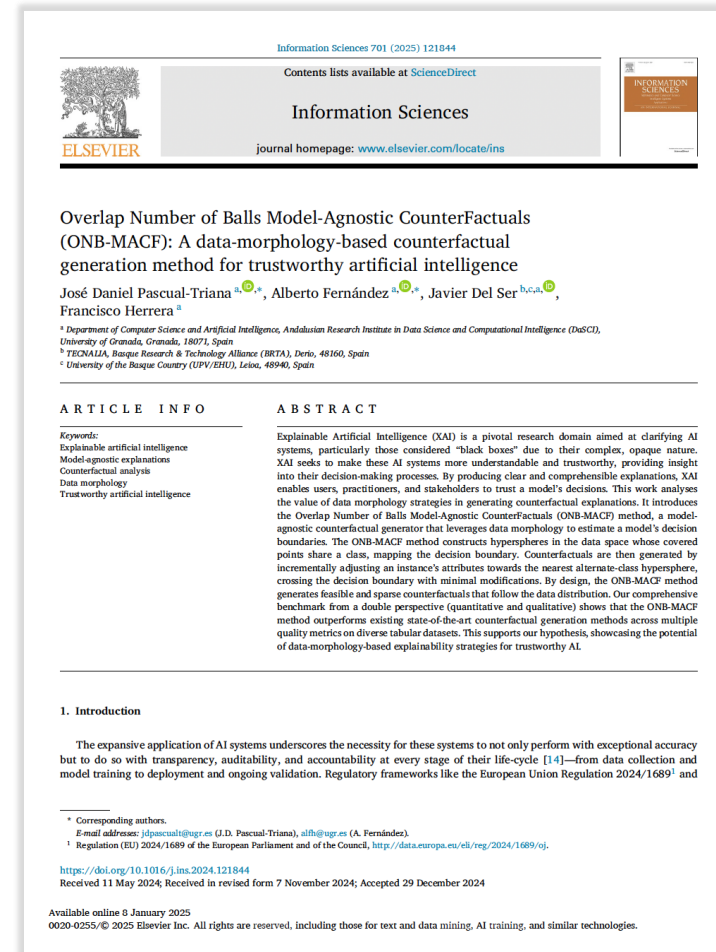 Information Sciences 701 (2025) 121844
Contents lists available at ScienceDirect
Information Sciences
journal homepage: www.elsevier.com/locate/ins
ELSEVIER
INFORMATION
SCIENCES
Overlap Number of Balls Model-Agnostic CounterFactuals
(ONB-MACF): A data-morphology-based counterfactual
generation method for trustworthy artificial intelligence
José Daniel Pascual-Triana a,iD,*, Alberto Fernández a,iD,*, Javier Del Ser b,c,a,iD,
Francisco Herrera a
a Department of Computer Science and Artificial Intelligence, Andalusian Research Institute in Data Science and Computational Intelligence (DaSCI),
University of Granada, Granada, 18071, Spain
b TECNALIA, Basque Research & Technology Alliance (BRTA), Derio, 48160, Spain
c University of the Basque Country (UPV/EHU), Leioa, 48940, Spain
ARTICLE INFO
Keywords:
Explainable artificial intelligence
Model-agnostic explanations
Counterfactual analysis
Data morphology
Trustworthy artificial intelligence
ABSTRACT
Explainable Artificial Intelligence (XAI) is a pivotal research domain aimed at clarifying AI
systems, particularly those considered “black boxes” due to their complex, opaque nature.
XAI seeks to make these AI systems more understandable and trustworthy, providing insight
into their decision-making processes. By producing clear and comprehensible explanations, XAI
enables users, practitioners, and stakeholders to trust a model’s decisions. This work analyses
the value of data morphology strategies in generating counterfactual explanations. It introduces
the Overlap Number of Balls Model-Agnostic CounterFactuals (ONB-MACF) method, a model-
agnostic counterfactual generator that leverages data morphology to estimate a model’s decision
boundaries. The ONB-MACF method constructs hyperspheres in the data space whose covered
points share a class, mapping the decision boundary. Counterfactuals are then generated by
incrementally adjusting an instance’s attributes towards the nearest alternate-class hypersphere,
crossing the decision boundary with minimal modifications. By design, the ONB-MACF method
generates feasible and sparse counterfactuals that follow the data distribution. Our comprehensive
benchmark from a double perspective (quantitative and qualitative) shows that the ONB-MACF
method outperforms existing state-of-the-art counterfactual generation methods across multiple
quality metrics on diverse tabular datasets. This supports our hypothesis, showcasing the potential
of data-morphology-based explainability strategies for trustworthy AI.
1. Introduction
The expansive application of AI systems underscores the necessity for these systems to not only perform with exceptional accuracy
but to do so with transparency, auditability, and accountability at every stage of their life-cycle [14]—from data collection and
model training to deployment and ongoing validation. Regulatory frameworks like the European Union Regulation 2024/1689¹ and
* Corresponding authors.
E-mail addresses: jdpascualt@ugr.es (J.D. Pascual-Triana), alfh@ugr.es (A. Fernández).
¹ Regulation (EU) 2024/1689 of the European Parliament and of the Council, http://data.europa.eu/eli/reg/2024/1689/oj.
https://doi.org/10.1016/j.ins.2024.121844
Received 11 May 2024; Received in revised form 7 November 2024; Accepted 29 December 2024
Available online 8 January 2025
0020-0255/© 2025 Elsevier Inc. All rights are reserved, including those for text and data mining, AI training, and similar technologies.